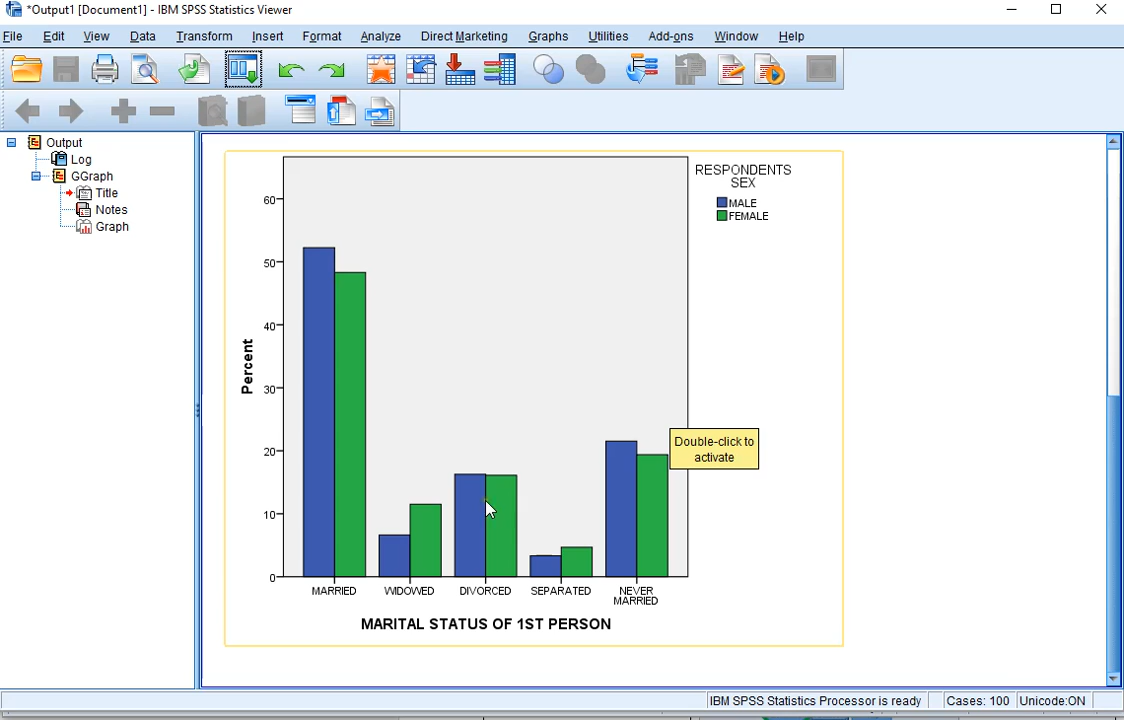 *Output1 [Document1] - IBM SPSS Statistics Viewer
File Edit View Data Transform Insert Format Analyze Direct Marketing Graphs Utilities Add-ons Window Help
Output
Log
GGraph
Title
Notes
Graph
RESPONDENTS
SEX
MALE
FEMALE
Percent
60
50
40
30
20
10
0
Double-click to
activate
MARRIED WIDOWED DIVORCED SEPARATED NEVER
MARRIED
MARITAL STATUS OF 1ST PERSON
IBM SPSS Statistics Processor is ready Cases: 100 Unicode:ON